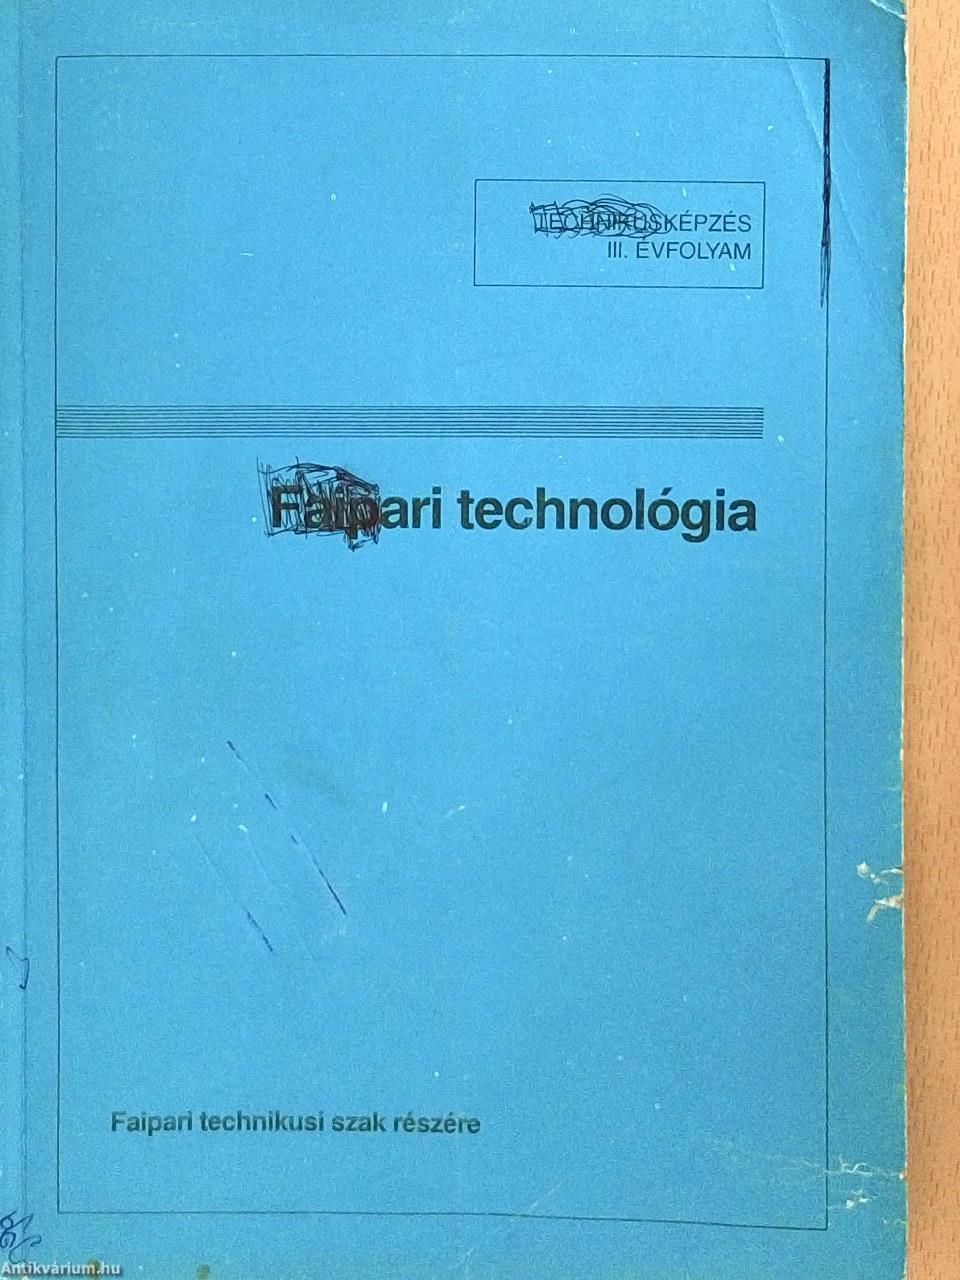 TECHNIKUSKÉPZÉS
III. ÉVFOLYAM
Faipari technológia
Faipari technikusi szak részére
Antikvárium.hu